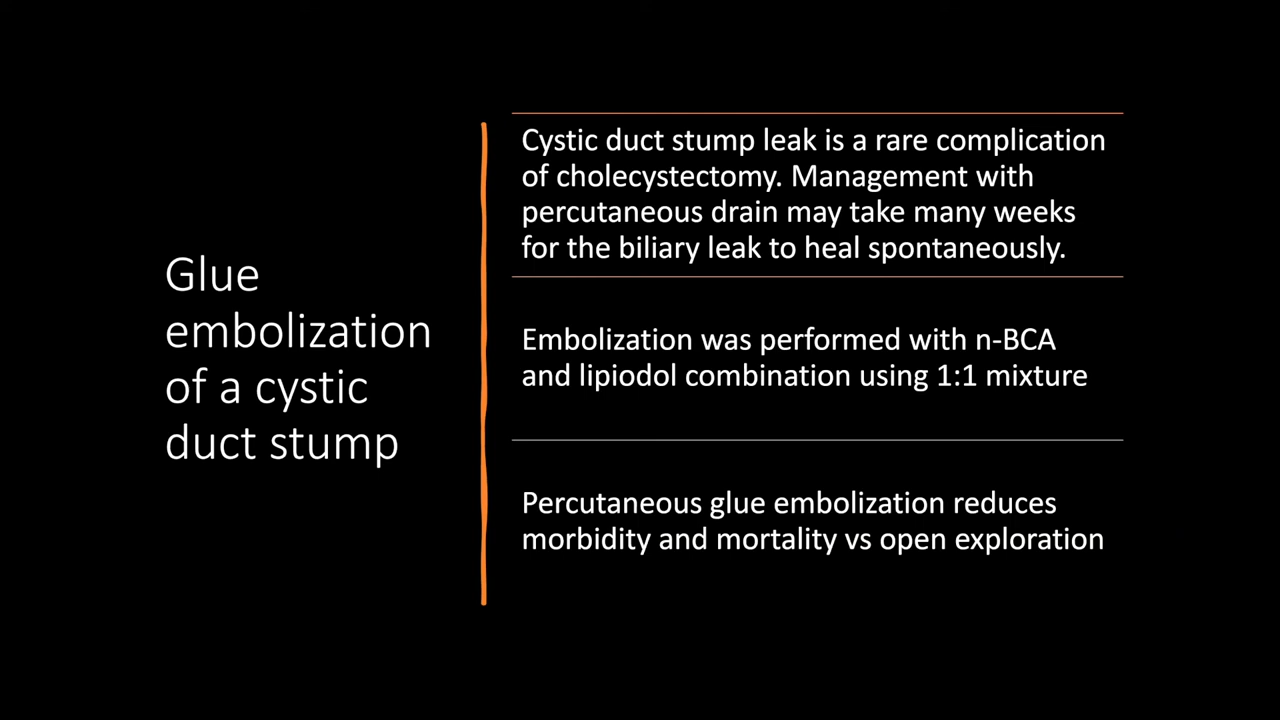 Glue
embolization
of a cystic
duct stump
Cystic duct stump leak is a rare complication
of cholecystectomy. Management with
percutaneous drain may take many weeks
for the biliary leak to heal spontaneously.
Embolization was performed with n-BCA
and lipiodol combination using 1:1 mixture
Percutaneous glue embolization reduces
morbidity and mortality vs open exploration